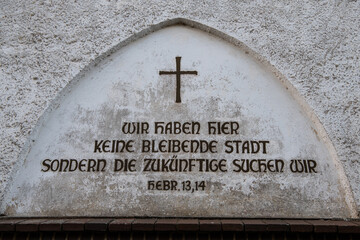 WIR HABEN HIER
KEINE BLEIBENDE STADT
SONDERN DIE ZUKÜNFTIGE SUCHEN WIR
HEBR. 13,14